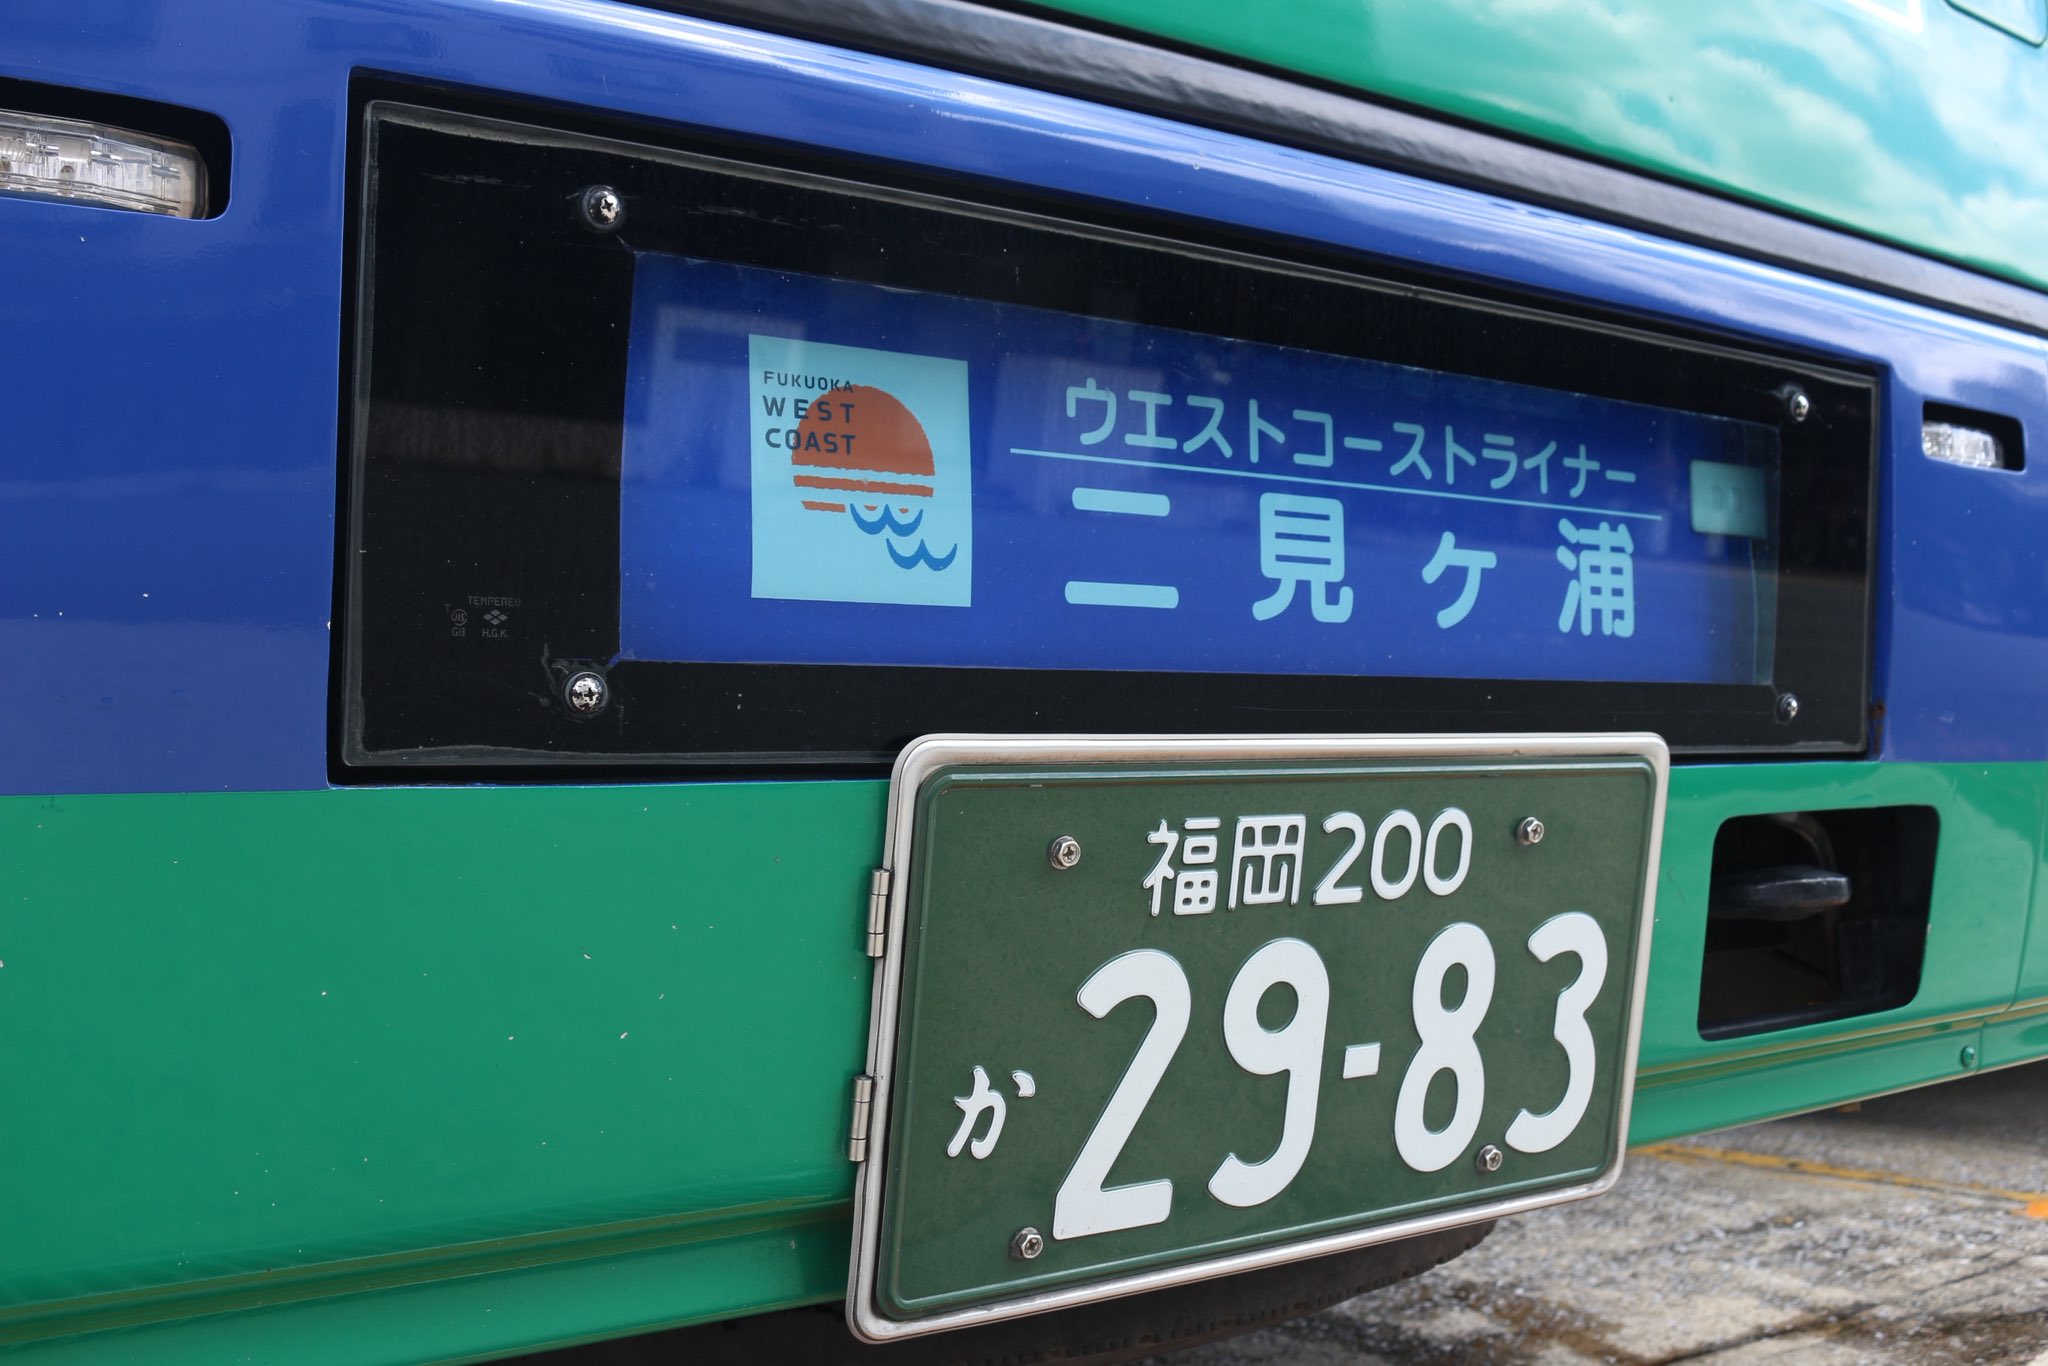 FUKUOKA
WEST
COAST
ウエストコーストライナー
二見ヶ浦
TEMPERED
H.G.K.
福岡200
か 29-83